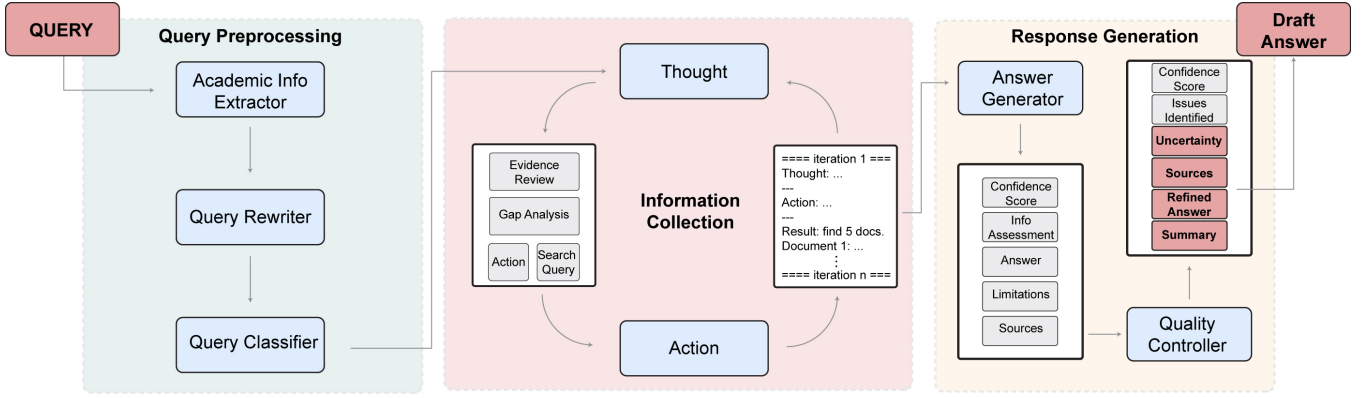 QUERY
Query Preprocessing
Academic Info
Extractor
Query Rewriter
Query Classifier
Thought
Evidence
Review
Gap Analysis
Action
Search
Query
Information
Collection
==== iteration 1 ===
Thought: ...
---
Action: ...
---
Result: find 5 docs.
Document 1: ...
⋮
==== iteration n ===
Action
Response Generation
Answer
Generator
Confidence
Score
Info
Assessment
Answer
Limitations
Sources
Quality
Controller
Confidence
Score
Issues
Identified
Uncertainty
Sources
Refined
Answer
Summary
Draft
Answer